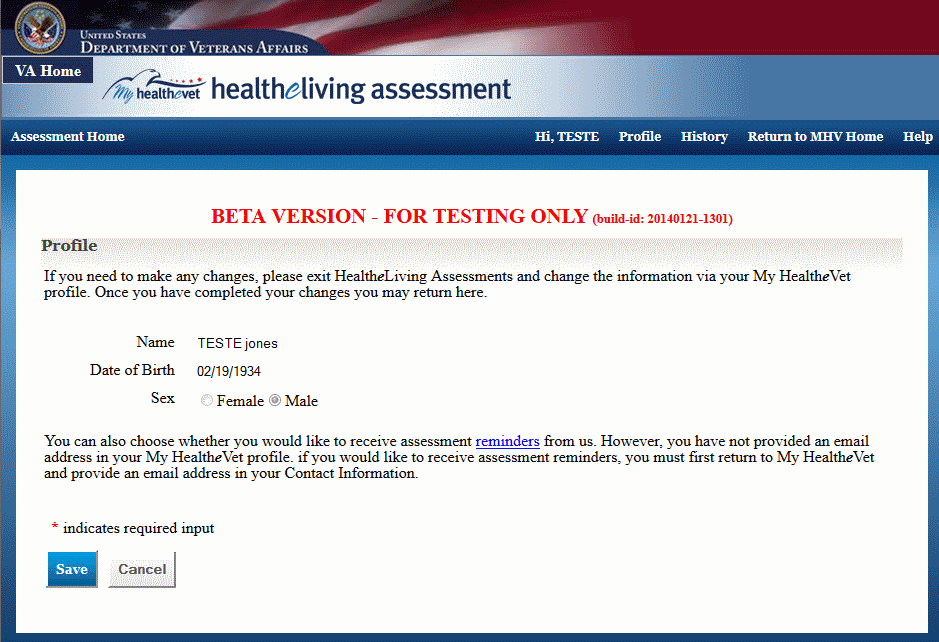 UNITED STATES
DEPARTMENT OF VETERANS AFFAIRS
VA Home
My healthevet healtheliving assessment
Assessment Home Hi, TESTE Profile History Return to MHV Home Help
BETA VERSION - FOR TESTING ONLY (build-id: 20140121-1301)
Profile
If you need to make any changes, please exit HealtheLiving Assessments and change the information via your My HealtheVet
profile. Once you have completed your changes you may return here.
Name TESTE jones
Date of Birth 02/19/1934
Sex Female Male
You can also choose whether you would like to receive assessment reminders from us. However, you have not provided an email
address in your My HealtheVet profile. if you would like to receive assessment reminders, you must first return to My HealtheVet
and provide an email address in your Contact Information.
* indicates required input
Save Cancel